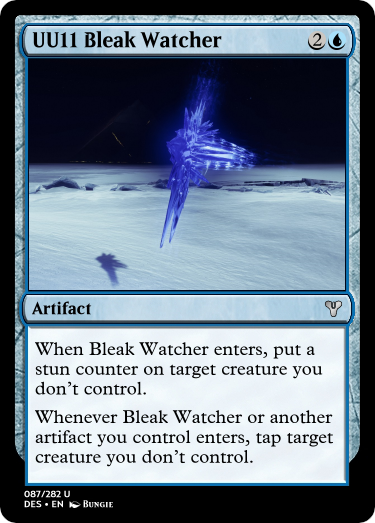 UU11 Bleak Watcher 2
Artifact
When Bleak Watcher enters, put a
stun counter on target creature you
don't control.
Whenever Bleak Watcher or another
artifact you control enters, tap target
creature you don't control.
087/282 U
DES • EN Bungie